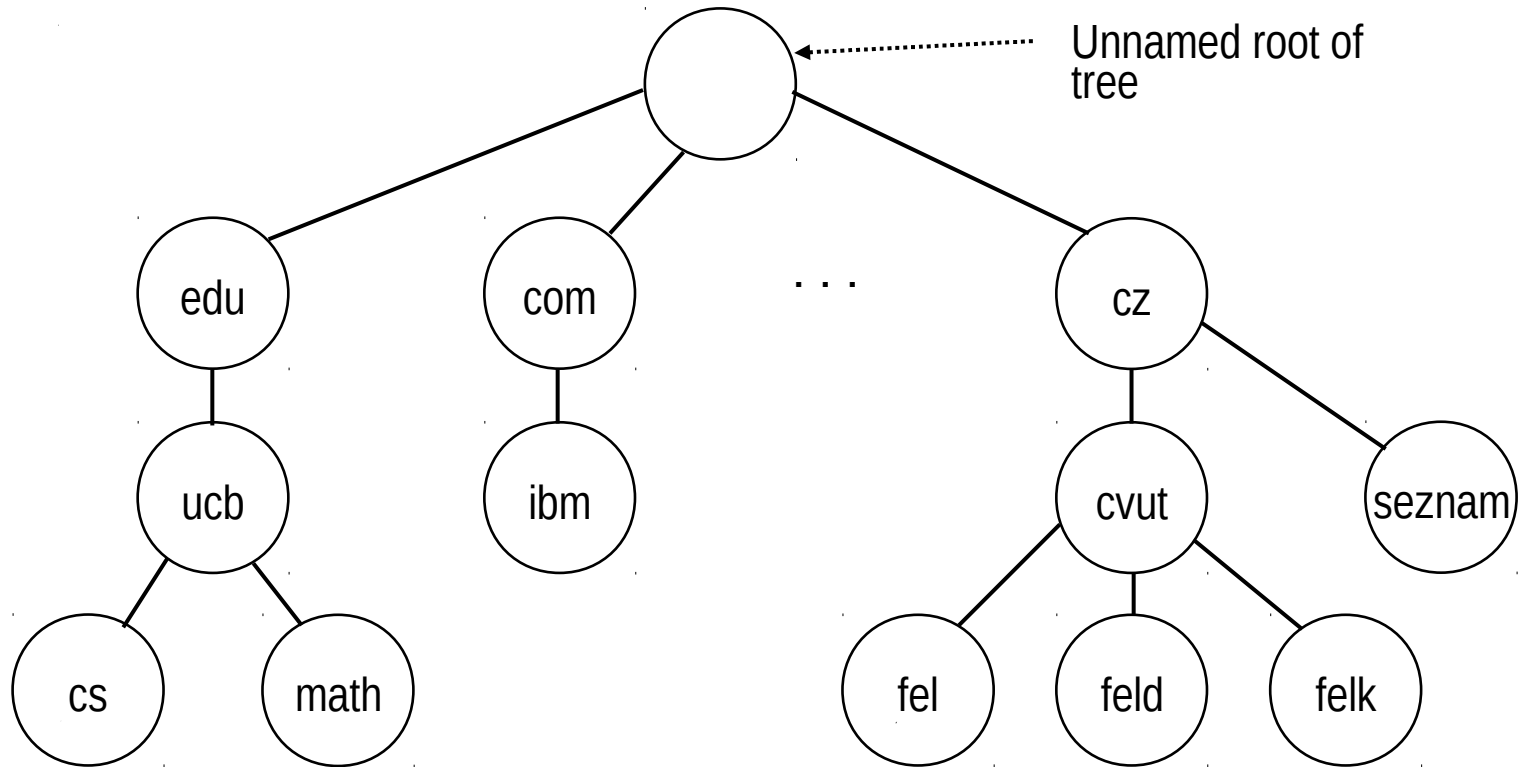 Unnamed root of
tree
edu
com
. . .
cz
ucb
ibm
cvut
seznam
cs
math
fel
feld
felk